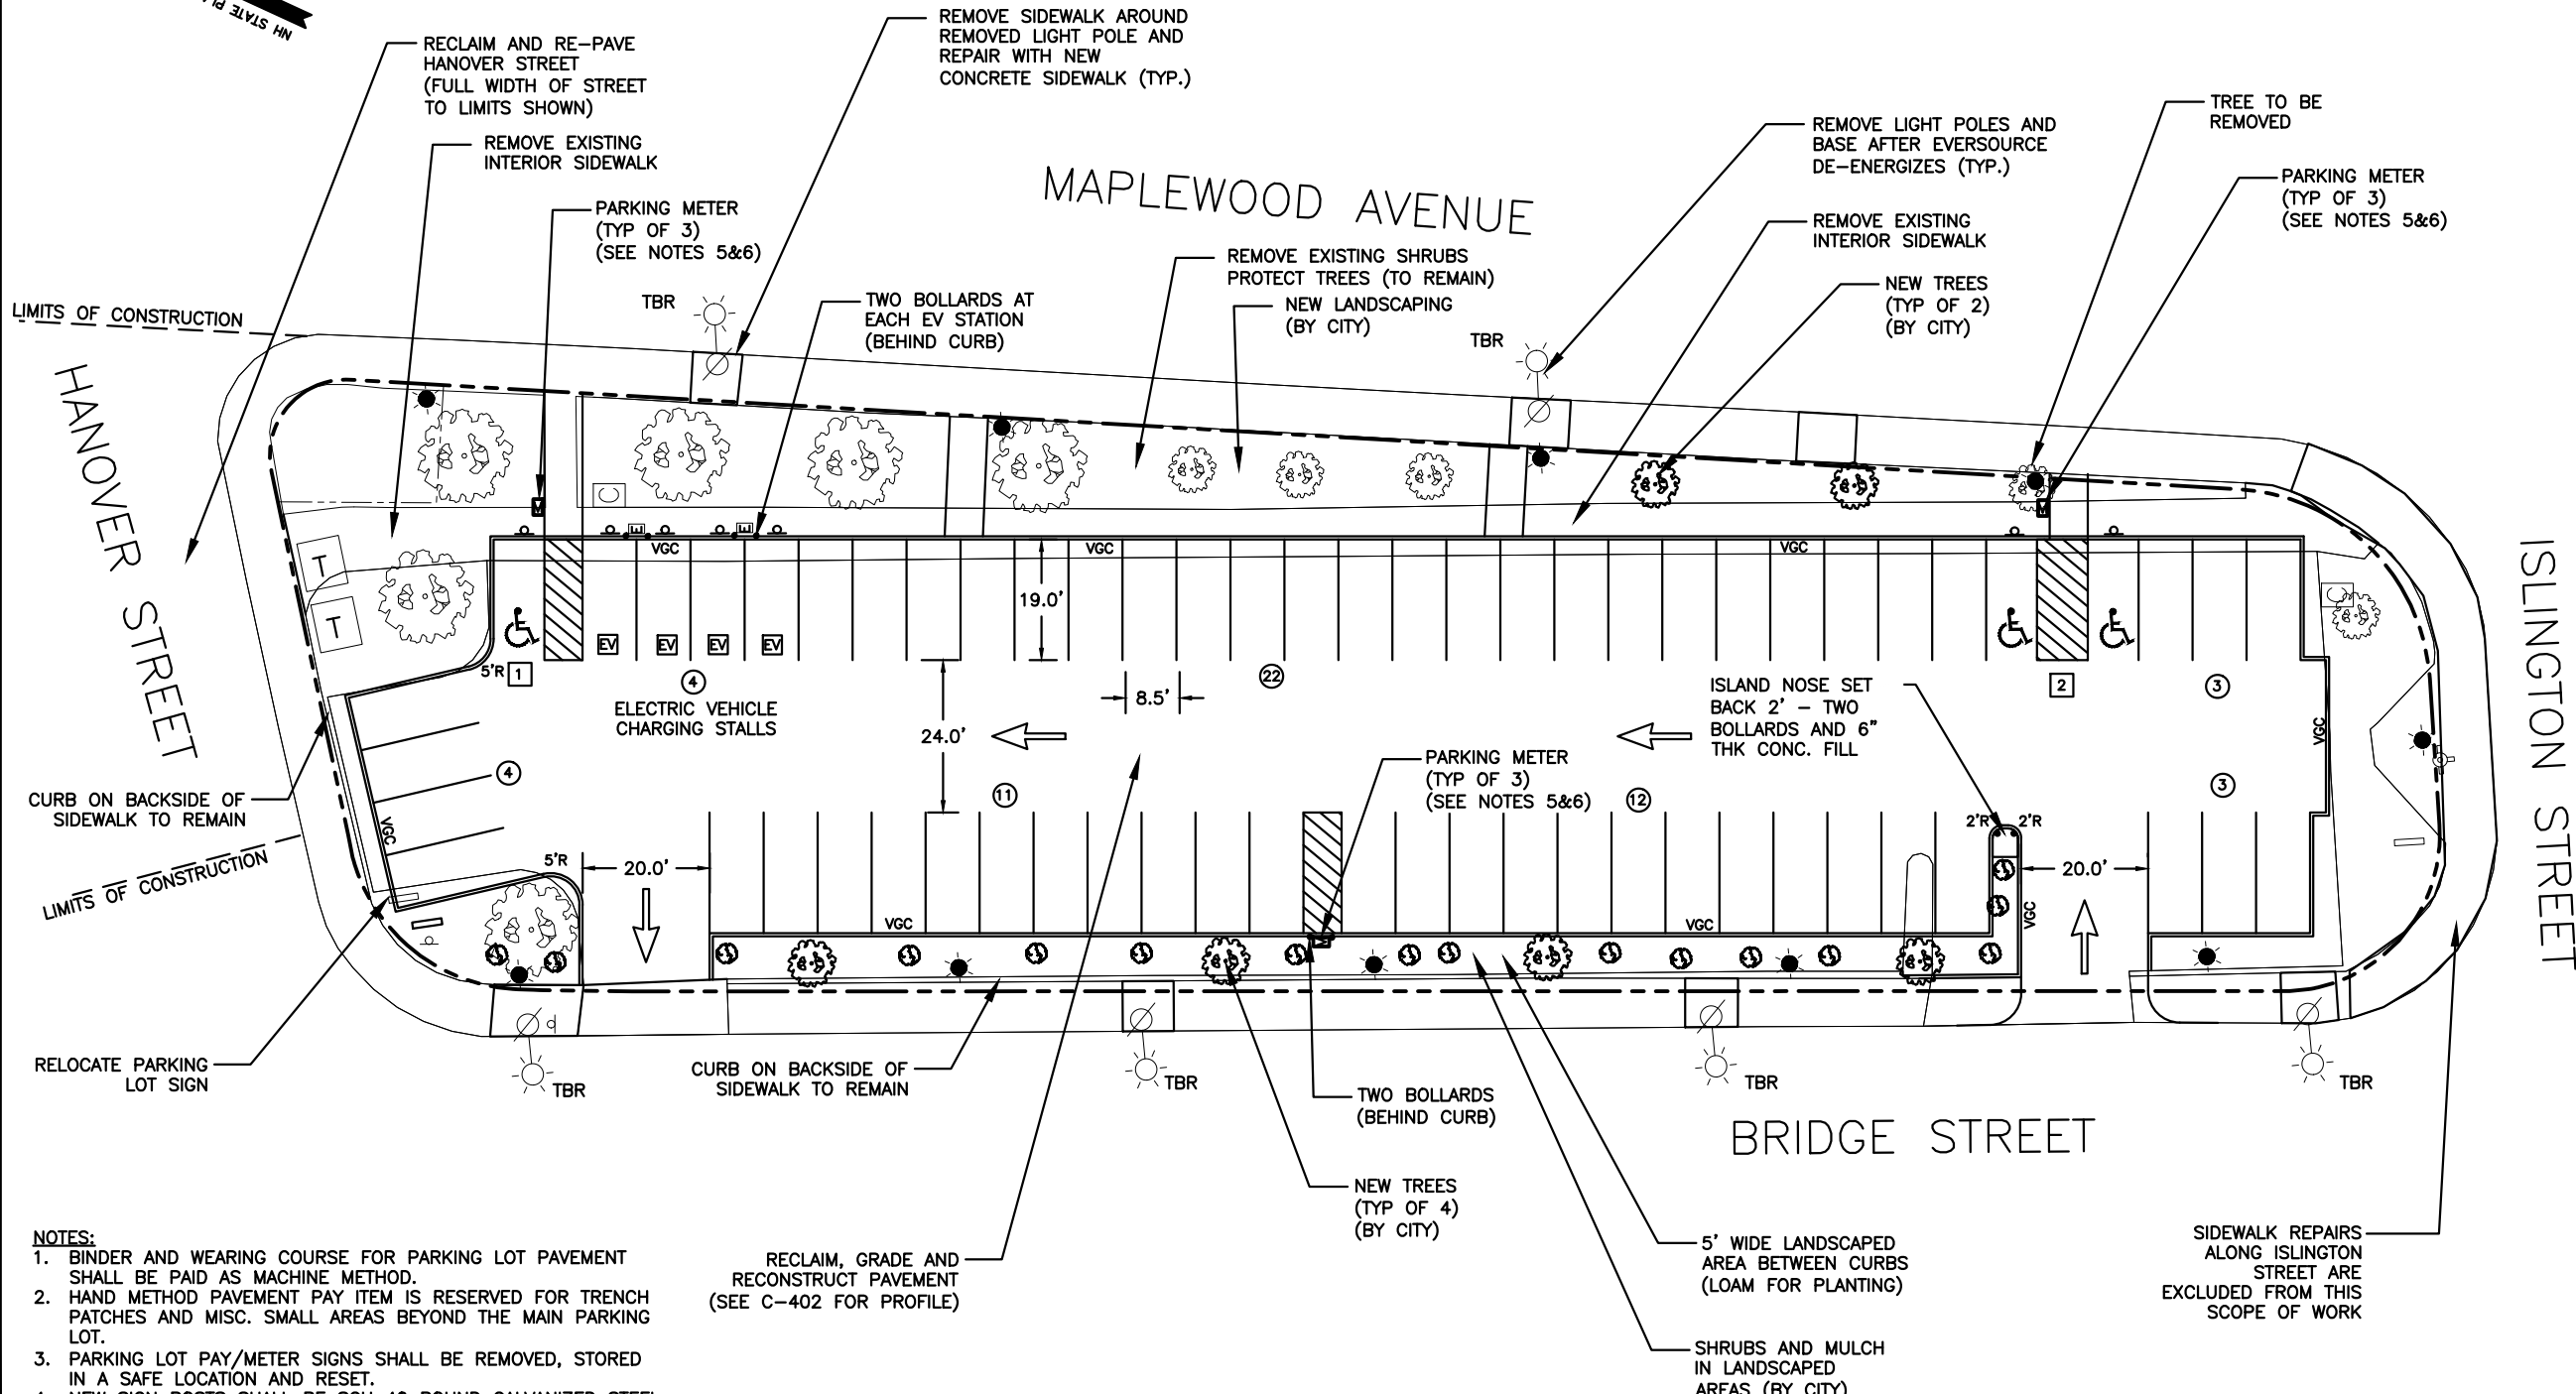 NH STATE PL
RECLAIM AND RE-PAVE
HANOVER STREET
(FULL WIDTH OF STREET
TO LIMITS SHOWN)
REMOVE EXISTING
INTERIOR SIDEWALK
PARKING METER
(TYP OF 3)
(SEE NOTES 5&6)
REMOVE SIDEWALK AROUND
REMOVED LIGHT POLE AND
REPAIR WITH NEW
CONCRETE SIDEWALK (TYP.)
TBR
TWO BOLLARDS AT
EACH EV STATION
(BEHIND CURB)
MAPLEWOOD AVENUE
REMOVE EXISTING SHRUBS
PROTECT TREES (TO REMAIN)
NEW LANDSCAPING
(BY CITY)
TBR
REMOVE LIGHT POLES AND
BASE AFTER EVERSOURCE
DE-ENERGIZES (TYP.)
REMOVE EXISTING
INTERIOR SIDEWALK
NEW TREES
(TYP OF 2)
(BY CITY)
TREE TO BE
REMOVED
PARKING METER
(TYP OF 3)
(SEE NOTES 5&6)
LIMITS OF CONSTRUCTION
HANOVER STREET
M
C
E
E
M
T
T
VGC
VGC
VGC
C
19.0'
EV
EV
EV
EV
5'R
1
4
ELECTRIC VEHICLE
CHARGING STALLS
22
8.5'
24.0'
ISLAND NOSE SET
BACK 2' - TWO
BOLLARDS AND 6"
THK CONC. FILL
2
3
VGC
ISLINGTON STREET
4
11
PARKING METER
(TYP OF 3)
(SEE NOTES 5&6)
12
3
CURB ON BACKSIDE OF
SIDEWALK TO REMAIN
VGC
LIMITS OF CONSTRUCTION
5'R
20.0'
2'R
2'R
20.0'
VGC
VGC
VGC
M
RELOCATE PARKING
LOT SIGN
TBR
CURB ON BACKSIDE OF
SIDEWALK TO REMAIN
TBR
TWO BOLLARDS
(BEHIND CURB)
TBR
TBR
BRIDGE STREET
NEW TREES
(TYP OF 4)
(BY CITY)
RECLAIM, GRADE AND
RECONSTRUCT PAVEMENT
(SEE C-402 FOR PROFILE)
5' WIDE LANDSCAPED
AREA BETWEEN CURBS
(LOAM FOR PLANTING)
SHRUBS AND MULCH
IN LANDSCAPED
AREAS (BY CITY)
SIDEWALK REPAIRS
ALONG ISLINGTON
STREET ARE
EXCLUDED FROM THIS
SCOPE OF WORK
NOTES:
1. BINDER AND WEARING COURSE FOR PARKING LOT PAVEMENT
SHALL BE PAID AS MACHINE METHOD.
2. HAND METHOD PAVEMENT PAY ITEM IS RESERVED FOR TRENCH
PATCHES AND MISC. SMALL AREAS BEYOND THE MAIN PARKING
LOT.
3. PARKING LOT PAY/METER SIGNS SHALL BE REMOVED, STORED
IN A SAFE LOCATION AND RESET.
4. NEW SIGN POSTS SHALL BE SCH 40 ROUND GALVANIZED STEEL